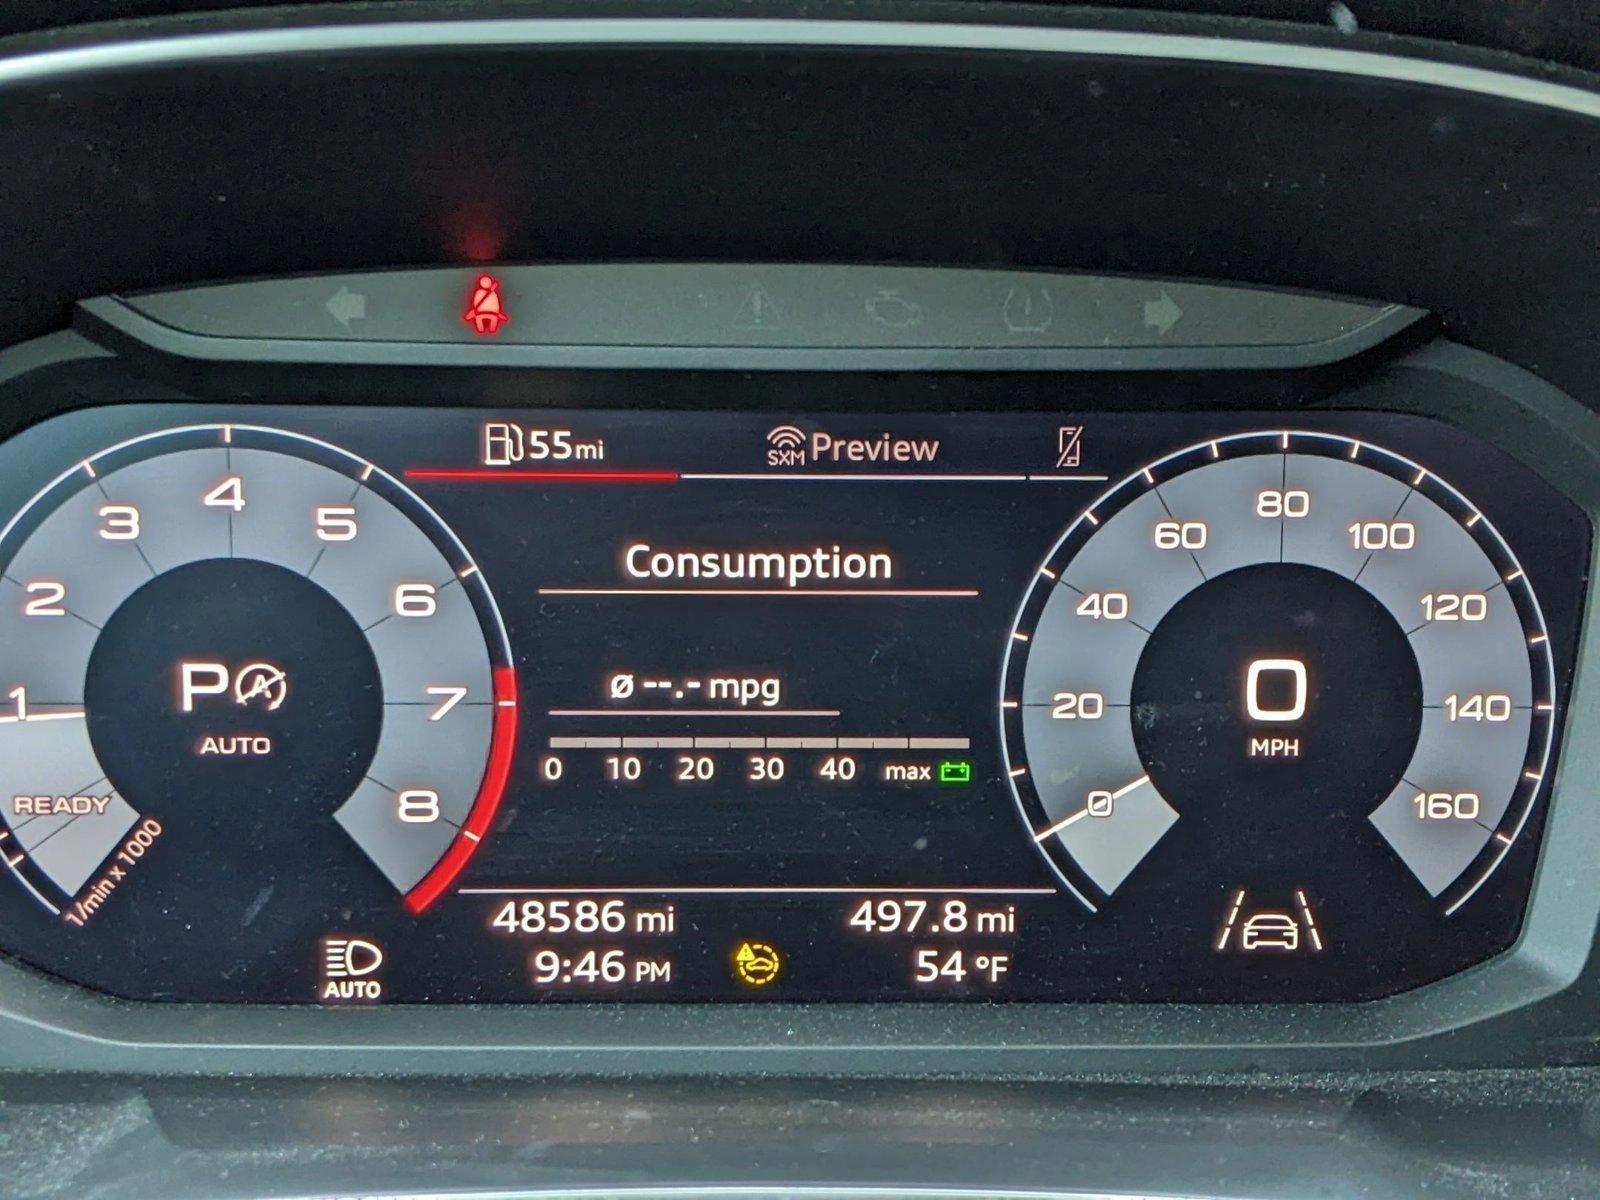 55 mi
SXM Preview
Consumption
ø --.- mpg
0 10 20 30 40 max
1 2 3 4 5 6 7 8
P A
AUTO
READY
1/min x 1000
0 20 40 60 80 100 120 140 160
0
MPH
AUTO
48586 mi
497.8 mi
9:46 PM
54 °F